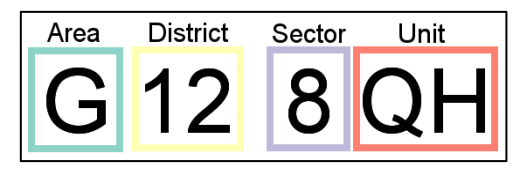 Area District Sector Unit
G 12 8 QH